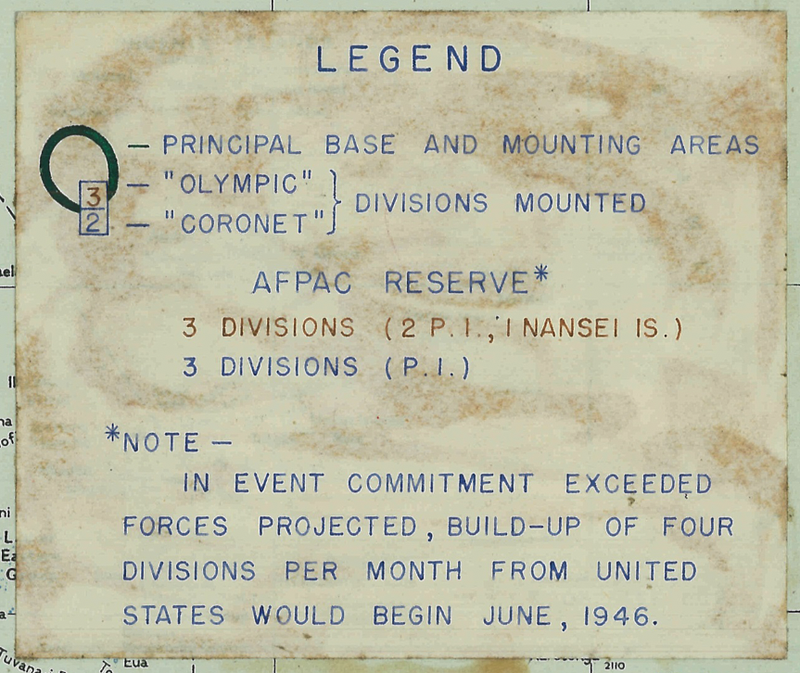 LEGEND
— PRINCIPAL BASE AND MOUNTING AREAS
3 — "OLYMPIC" } DIVISIONS MOUNTED
2 — "CORONET"
AFPAC RESERVE*
3 DIVISIONS (2 P.I., 1 NANSEI IS.)
3 DIVISIONS (P.I.)
*NOTE —
IN EVENT COMMITMENT EXCEEDED
FORCES PROJECTED, BUILD-UP OF FOUR
DIVISIONS PER MONTH FROM UNITED
STATES WOULD BEGIN JUNE, 1946.
Eua
2110